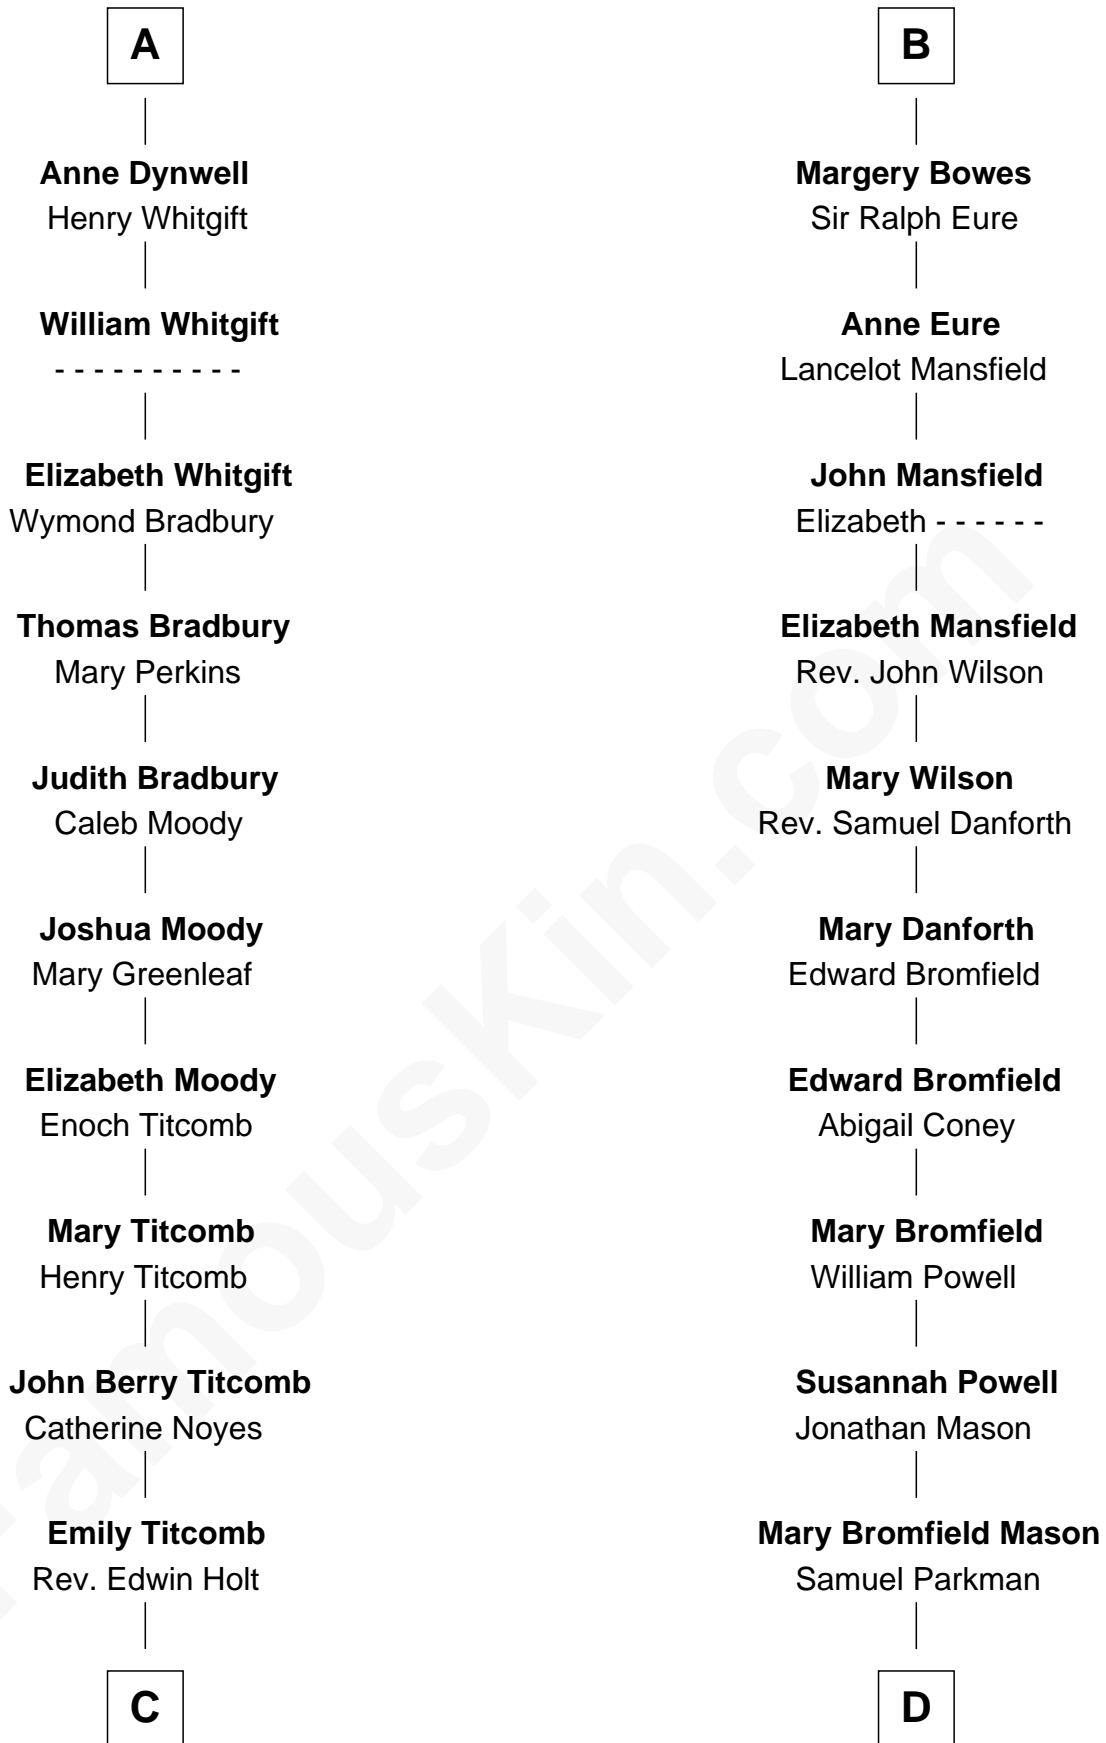 A
Anne Dynwell
Henry Whitgift
William Whitgift
- - - - - - - - - -
Elizabeth Whitgift
Wymond Bradbury
Thomas Bradbury
Mary Perkins
Judith Bradbury
Caleb Moody
Joshua Moody
Mary Greenleaf
Elizabeth Moody
Enoch Titcomb
Mary Titcomb
Henry Titcomb
John Berry Titcomb
Catherine Noyes
Emily Titcomb
Rev. Edwin Holt
C
B
Margery Bowes
Sir Ralph Eure
Anne Eure
Lancelot Mansfield
John Mansfield
Elizabeth - - - - - -
Elizabeth Mansfield
Rev. John Wilson
Mary Wilson
Rev. Samuel Danforth
Mary Danforth
Edward Bromfield
Edward Bromfield
Abigail Coney
Mary Bromfield
William Powell
Susannah Powell
Jonathan Mason
Mary Bromfield Mason
Samuel Parkman
D
FamousKin.com